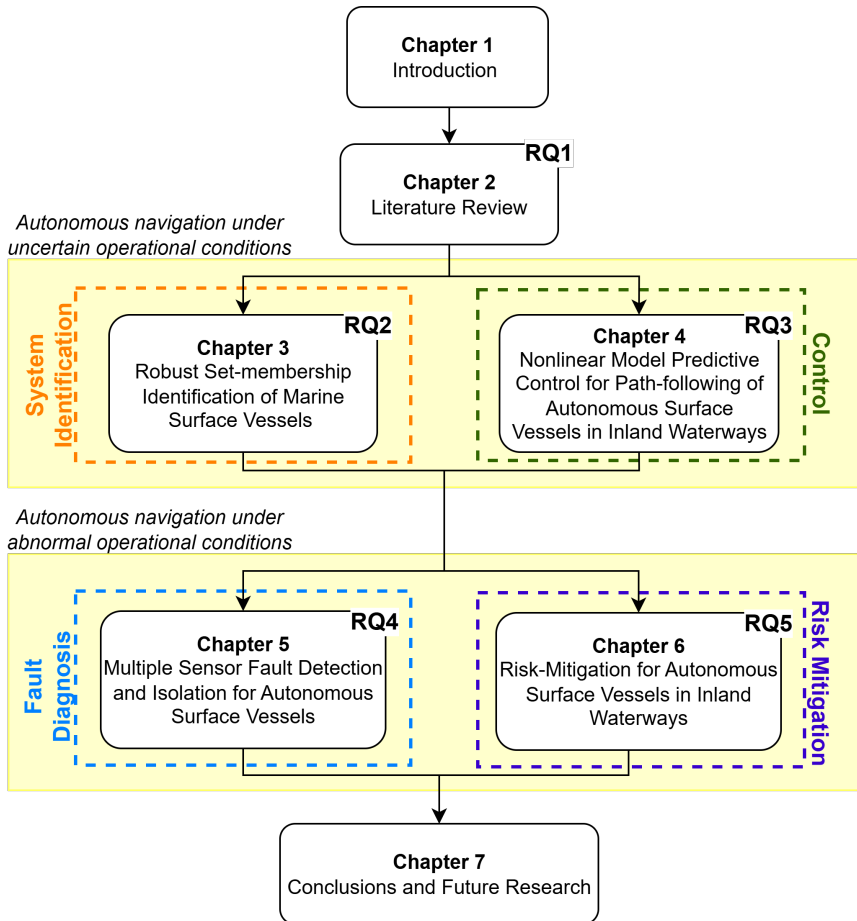 Chapter 1
Introduction
RQ1
Chapter 2
Literature Review
Autonomous navigation under
uncertain operational conditions
System
Identification
RQ2
Chapter 3
Robust Set-membership
Identification of Marine
Surface Vessels
RQ3
Chapter 4
Nonlinear Model Predictive
Control for Path-following of
Autonomous Surface
Vessels in Inland Waterways
Control
Autonomous navigation under
abnormal operational conditions
Fault
Diagnosis
RQ4
Chapter 5
Multiple Sensor Fault Detection
and Isolation for Autonomous
Surface Vessels
RQ5
Chapter 6
Risk-Mitigation for Autonomous
Surface Vessels in Inland
Waterways
Risk Mitigation
Chapter 7
Conclusions and Future Research